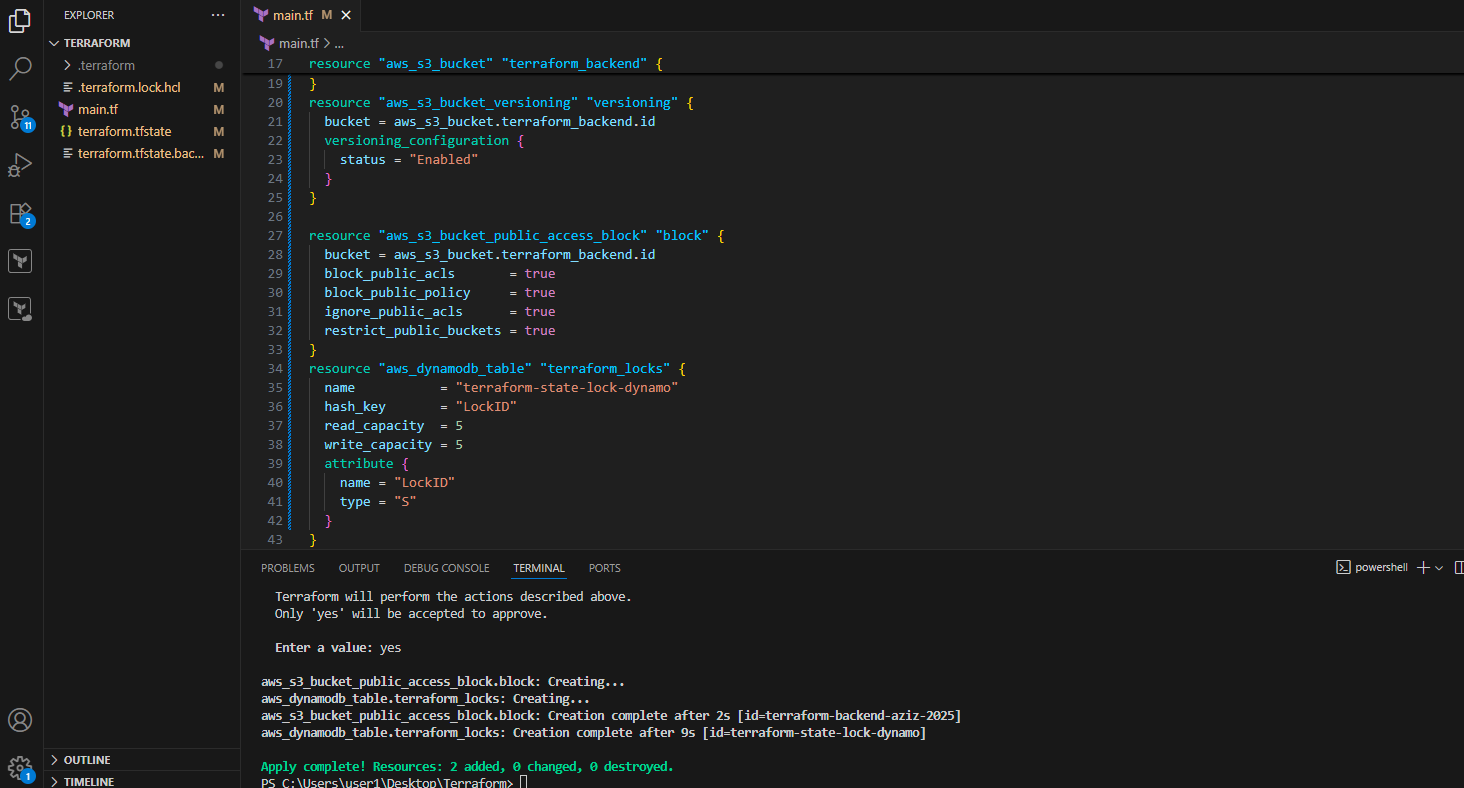 EXPLORER ...
TERRAFORM
.terraform
.terraform.lock.hcl M
main.tf M
{} terraform.tfstate M
terraform.tfstate.bac... M
11
2
OUTLINE
TIMELINE
1
main.tf M
main.tf > ...
17 resource "aws_s3_bucket" "terraform_backend" {
19 }
20 resource "aws_s3_bucket_versioning" "versioning" {
21 bucket = aws_s3_bucket.terraform_backend.id
22 versioning_configuration {
23 status = "Enabled"
24 }
25 }
26
27 resource "aws_s3_bucket_public_access_block" "block" {
28 bucket = aws_s3_bucket.terraform_backend.id
29 block_public_acls = true
30 block_public_policy = true
31 ignore_public_acls = true
32 restrict_public_buckets = true
33 }
34 resource "aws_dynamodb_table" "terraform_locks" {
35 name = "terraform-state-lock-dynamo"
36 hash_key = "LockID"
37 read_capacity = 5
38 write_capacity = 5
39 attribute {
40 name = "LockID"
41 type = "S"
42 }
43 }
PROBLEMS OUTPUT DEBUG CONSOLE TERMINAL PORTS
powershell
Terraform will perform the actions described above.
Only 'yes' will be accepted to approve.
Enter a value: yes
aws_s3_bucket_public_access_block.block: Creating...
aws_dynamodb_table.terraform_locks: Creating...
aws_s3_bucket_public_access_block.block: Creation complete after 2s [id=terraform-backend-aziz-2025]
aws_dynamodb_table.terraform_locks: Creation complete after 9s [id=terraform-state-lock-dynamo]
Apply complete! Resources: 2 added, 0 changed, 0 destroyed.
PS C:\Users\user1\Desktop\Terraform>